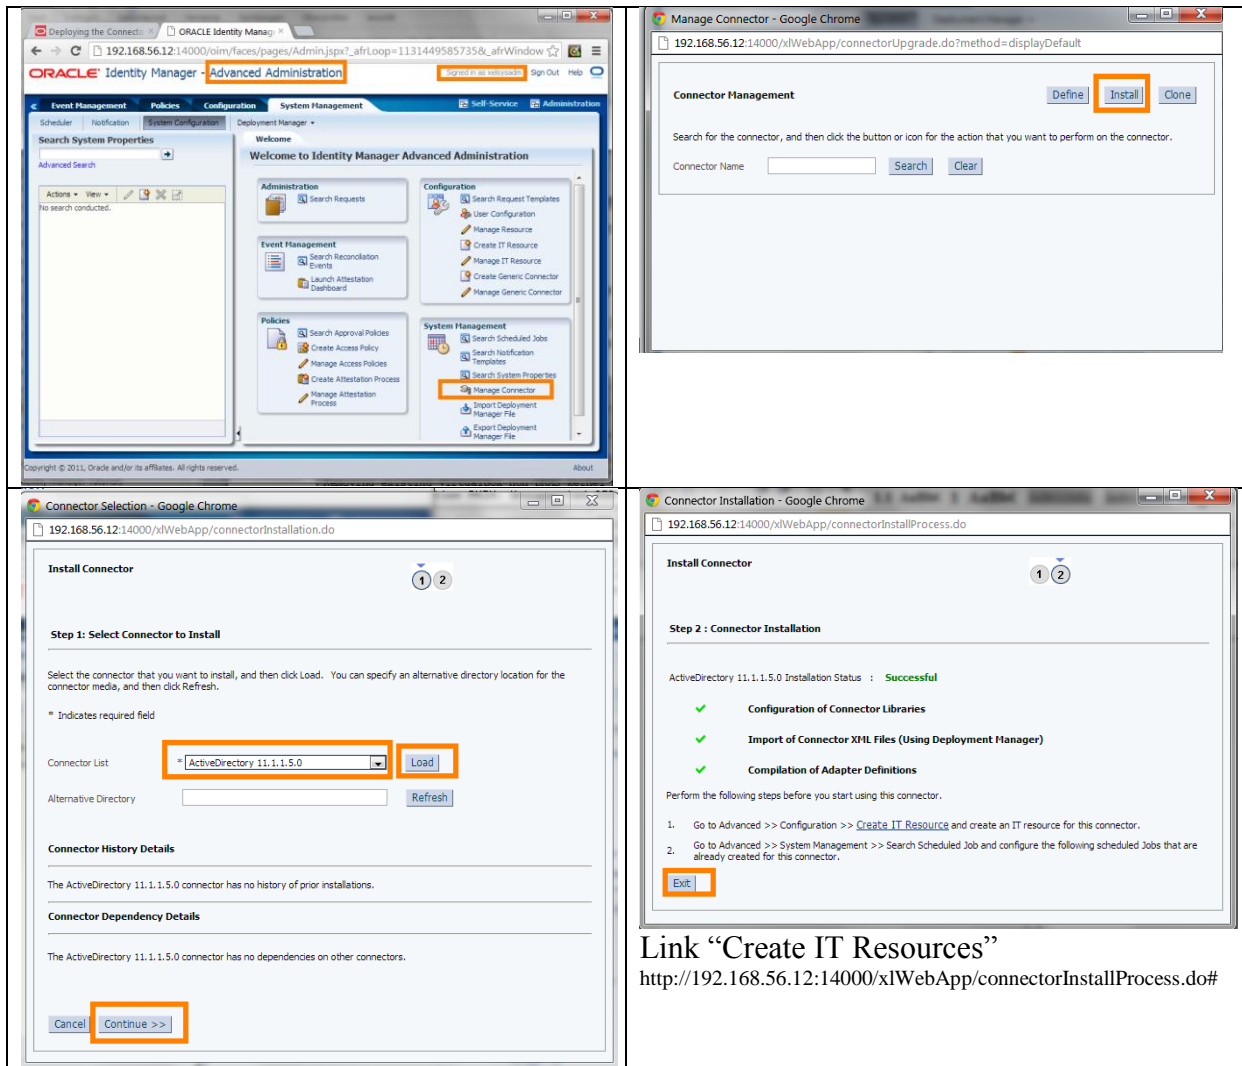 Deploying the Connecto
ORACLE Identity Manag
192.168.56.12:14000/oim/faces/pages/Admin.jspx?_afrLoop=11314495857358&_afrWindow
ORACLE Identity Manager - Advanced Administration
Signed in as xelsysadm Sign Out Help
« Event Management Policies Configuration System Management Self-Service Administration
Scheduler Notification System Configuration Deployment Manager
Search System Properties
Advanced Search
Actions View
No search conducted.
Welcome
Welcome to Identity Manager Advanced Administration
Administration
Search Requests
Event Management
Search Reconciliation
Events
Launch Attestation
Dashboard
Policies
Search Approval Policies
Create Access Policy
Manage Access Policies
Create Attestation Process
Manage Attestation
Process
Configuration
Search Request Templates
User Configuration
Manage Resource
Create IT Resource
Manage IT Resource
Create Generic Connector
Manage Generic Connector
System Management
Search Scheduled Jobs
Search Notification
Templates
Search System Properties
Manage Connector
Import Deployment
Manager File
Export Deployment
Manager File
Copyright © 2011, Oracle and/or its affiliates. All rights reserved.
About
Manage Connector - Google Chrome
192.168.56.12:14000/xlWebApp/connectorUpgrade.do?method=displayDefault
Connector Management Define Install Clone
Search for the connector, and then click the button or icon for the action that you want to perform on the connector.
Connector Name Search Clear
Connector Selection - Google Chrome
192.168.56.12:14000/xlWebApp/connectorInstallation.do
Install Connector
1 2
Step 1: Select Connector to Install
Select the connector that you want to install, and then click Load. You can specify an alternative directory location for the
connector media, and then click Refresh.
* Indicates required field
Connector List * ActiveDirectory 11.1.1.5.0 Load
Alternative Directory Refresh
Connector History Details
The ActiveDirectory 11.1.1.5.0 connector has no history of prior installations.
Connector Dependency Details
The ActiveDirectory 11.1.1.5.0 connector has no dependencies on other connectors.
Cancel Continue >>
Connector Installation - Google Chrome
192.168.56.12:14000/xlWebApp/connectorInstallProcess.do
Install Connector
1 2
Step 2 : Connector Installation
ActiveDirectory 11.1.1.5.0 Installation Status : Successful
Configuration of Connector Libraries
Import of Connector XML Files (Using Deployment Manager)
Compilation of Adapter Definitions
Perform the following steps before you start using this connector.
1. Go to Advanced >> Configuration >> Create IT Resource and create an IT resource for this connector.
2. Go to Advanced >> System Management >> Search Scheduled Job and configure the following scheduled Jobs that are
already created for this connector.
Exit
Link “Create IT Resources”
http://192.168.56.12:14000/xlWebApp/connectorInstallProcess.do#